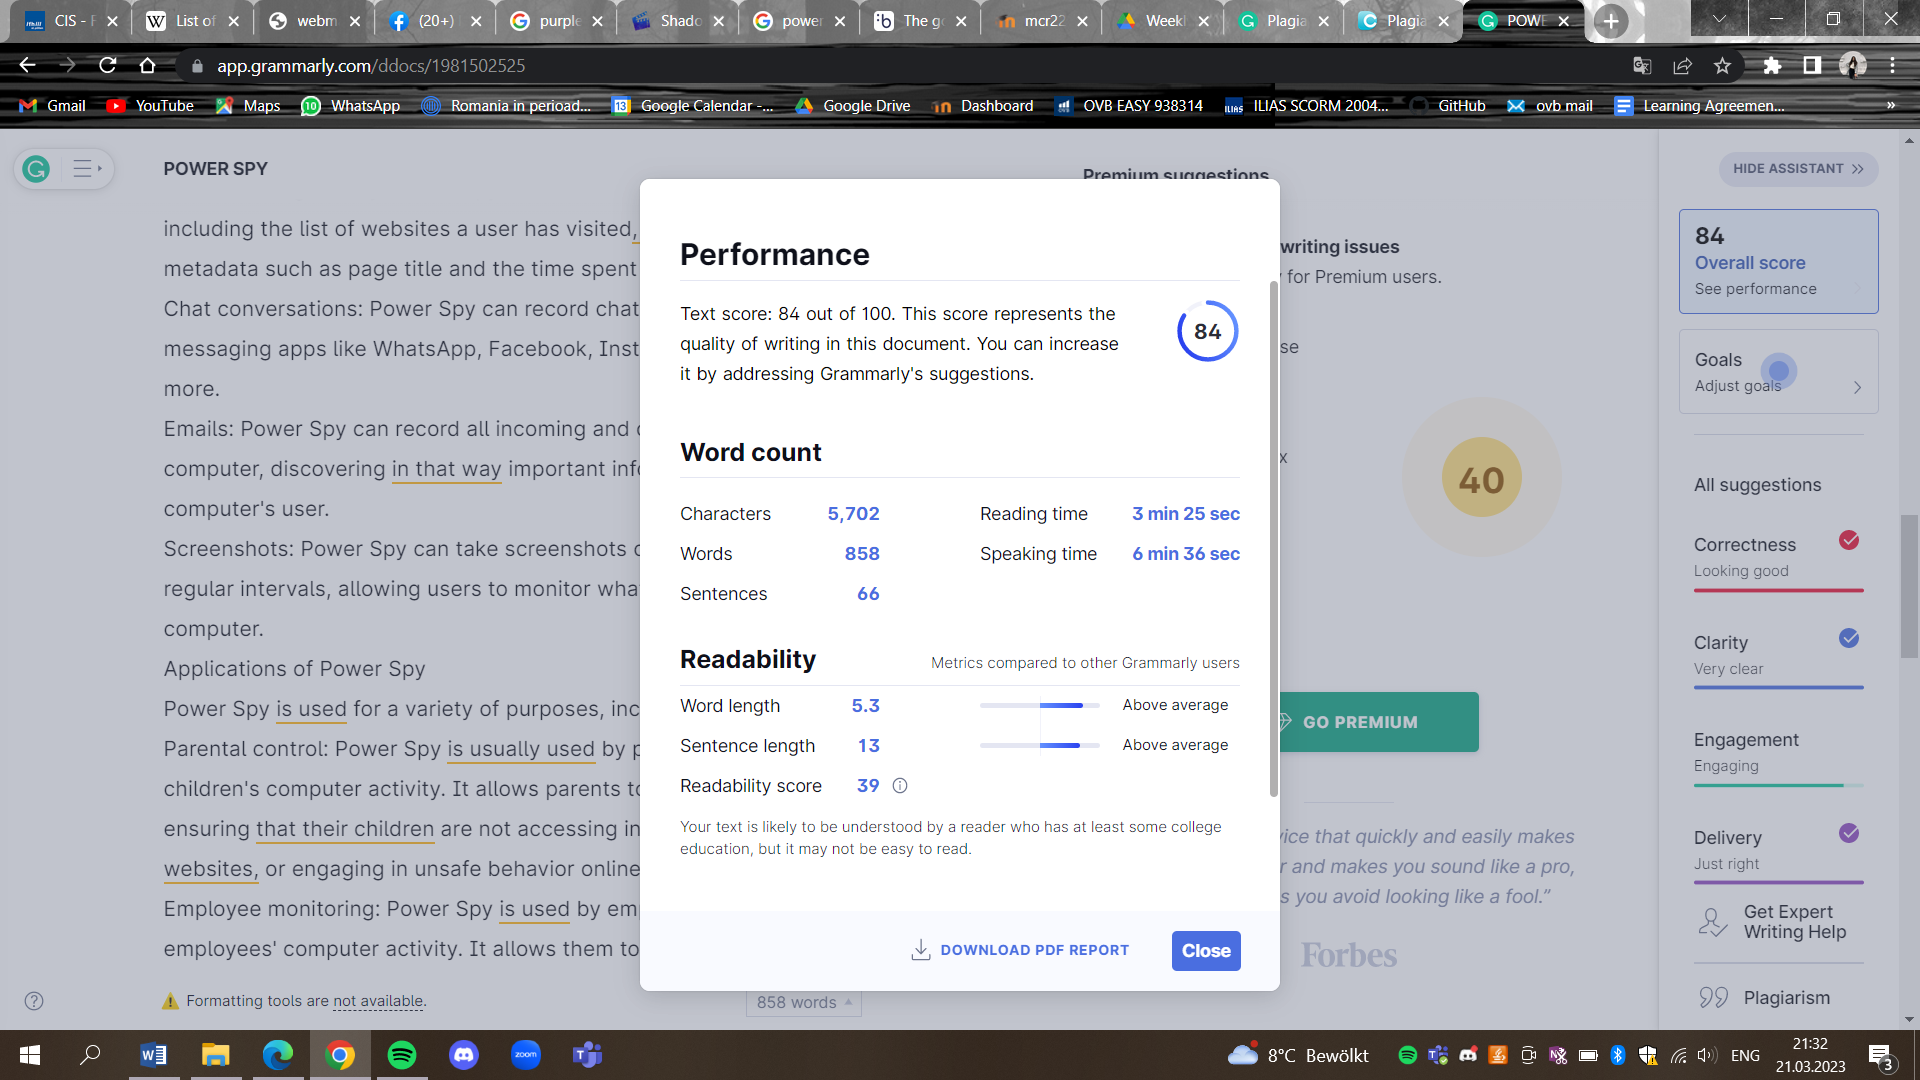 CIS - F
List of
webm
(20+)
purple
Shado
power
The go
mcr22
Weekl
Plagia
Plagia
POWE
app.grammarly.com/ddocs/1981502525
Gmail
YouTube
Maps
10
WhatsApp
Romania in perioad...
13
Google Calendar -...
Google Drive
Dashboard
OVB EASY 938314
ILIAS
ILIAS SCORM 2004...
GitHub
ovb mail
Learning Agreemen...
»
POWER SPY
including the list of websites a user has visited,
metadata such as page title and the time spent
Chat conversations: Power Spy can record chat
messaging apps like WhatsApp, Facebook, Inst
more.
Emails: Power Spy can record all incoming and o
computer, discovering in that way important info
computer's user.
Screenshots: Power Spy can take screenshots o
regular intervals, allowing users to monitor wha
computer.
Applications of Power Spy
Power Spy is used for a variety of purposes, inc
Parental control: Power Spy is usually used by p
children's computer activity. It allows parents to
ensuring that their children are not accessing in
websites, or engaging in unsafe behavior online
Employee monitoring: Power Spy is used by emp
employees' computer activity. It allows them to
Formatting tools are not available.
858 words
Performance
Text score: 84 out of 100. This score represents the
quality of writing in this document. You can increase
it by addressing Grammarly's suggestions.
84
Word count
Characters 5,702
Reading time 3 min 25 sec
Words 858
Speaking time 6 min 36 sec
Sentences 66
Readability
Metrics compared to other Grammarly users
Word length 5.3 Above average
Sentence length 13 Above average
Readability score 39
Your text is likely to be understood by a reader who has at least some college
education, but it may not be easy to read.
DOWNLOAD PDF REPORT
Close
Premium suggestions
writing issues
for Premium users.
se
x
40
GO PREMIUM
vice that quickly and easily makes
r and makes you sound like a pro,
s you avoid looking like a fool.”
Forbes
HIDE ASSISTANT
84
Overall score
See performance
Goals
Adjust goals
All suggestions
Correctness
Looking good
Clarity
Very clear
Engagement
Engaging
Delivery
Just right
Get Expert
Writing Help
Plagiarism
zoom
8°C Bewölkt
ENG
21:32
21.03.2023
3